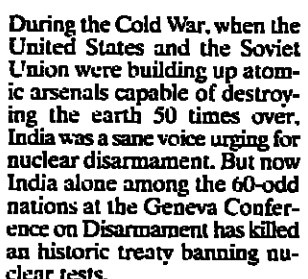 During the Cold War, when the
United States and the Soviet
Union were building up atom-
ic arsenals capable of destroy-
ing the earth 50 times over,
India was a sane voice urging for
nuclear disarmament. But now
India alone among the 60-odd
nations at the Geneva Confer-
ence on Disarmament has killed
an historic treaty banning nu-
clear tests.